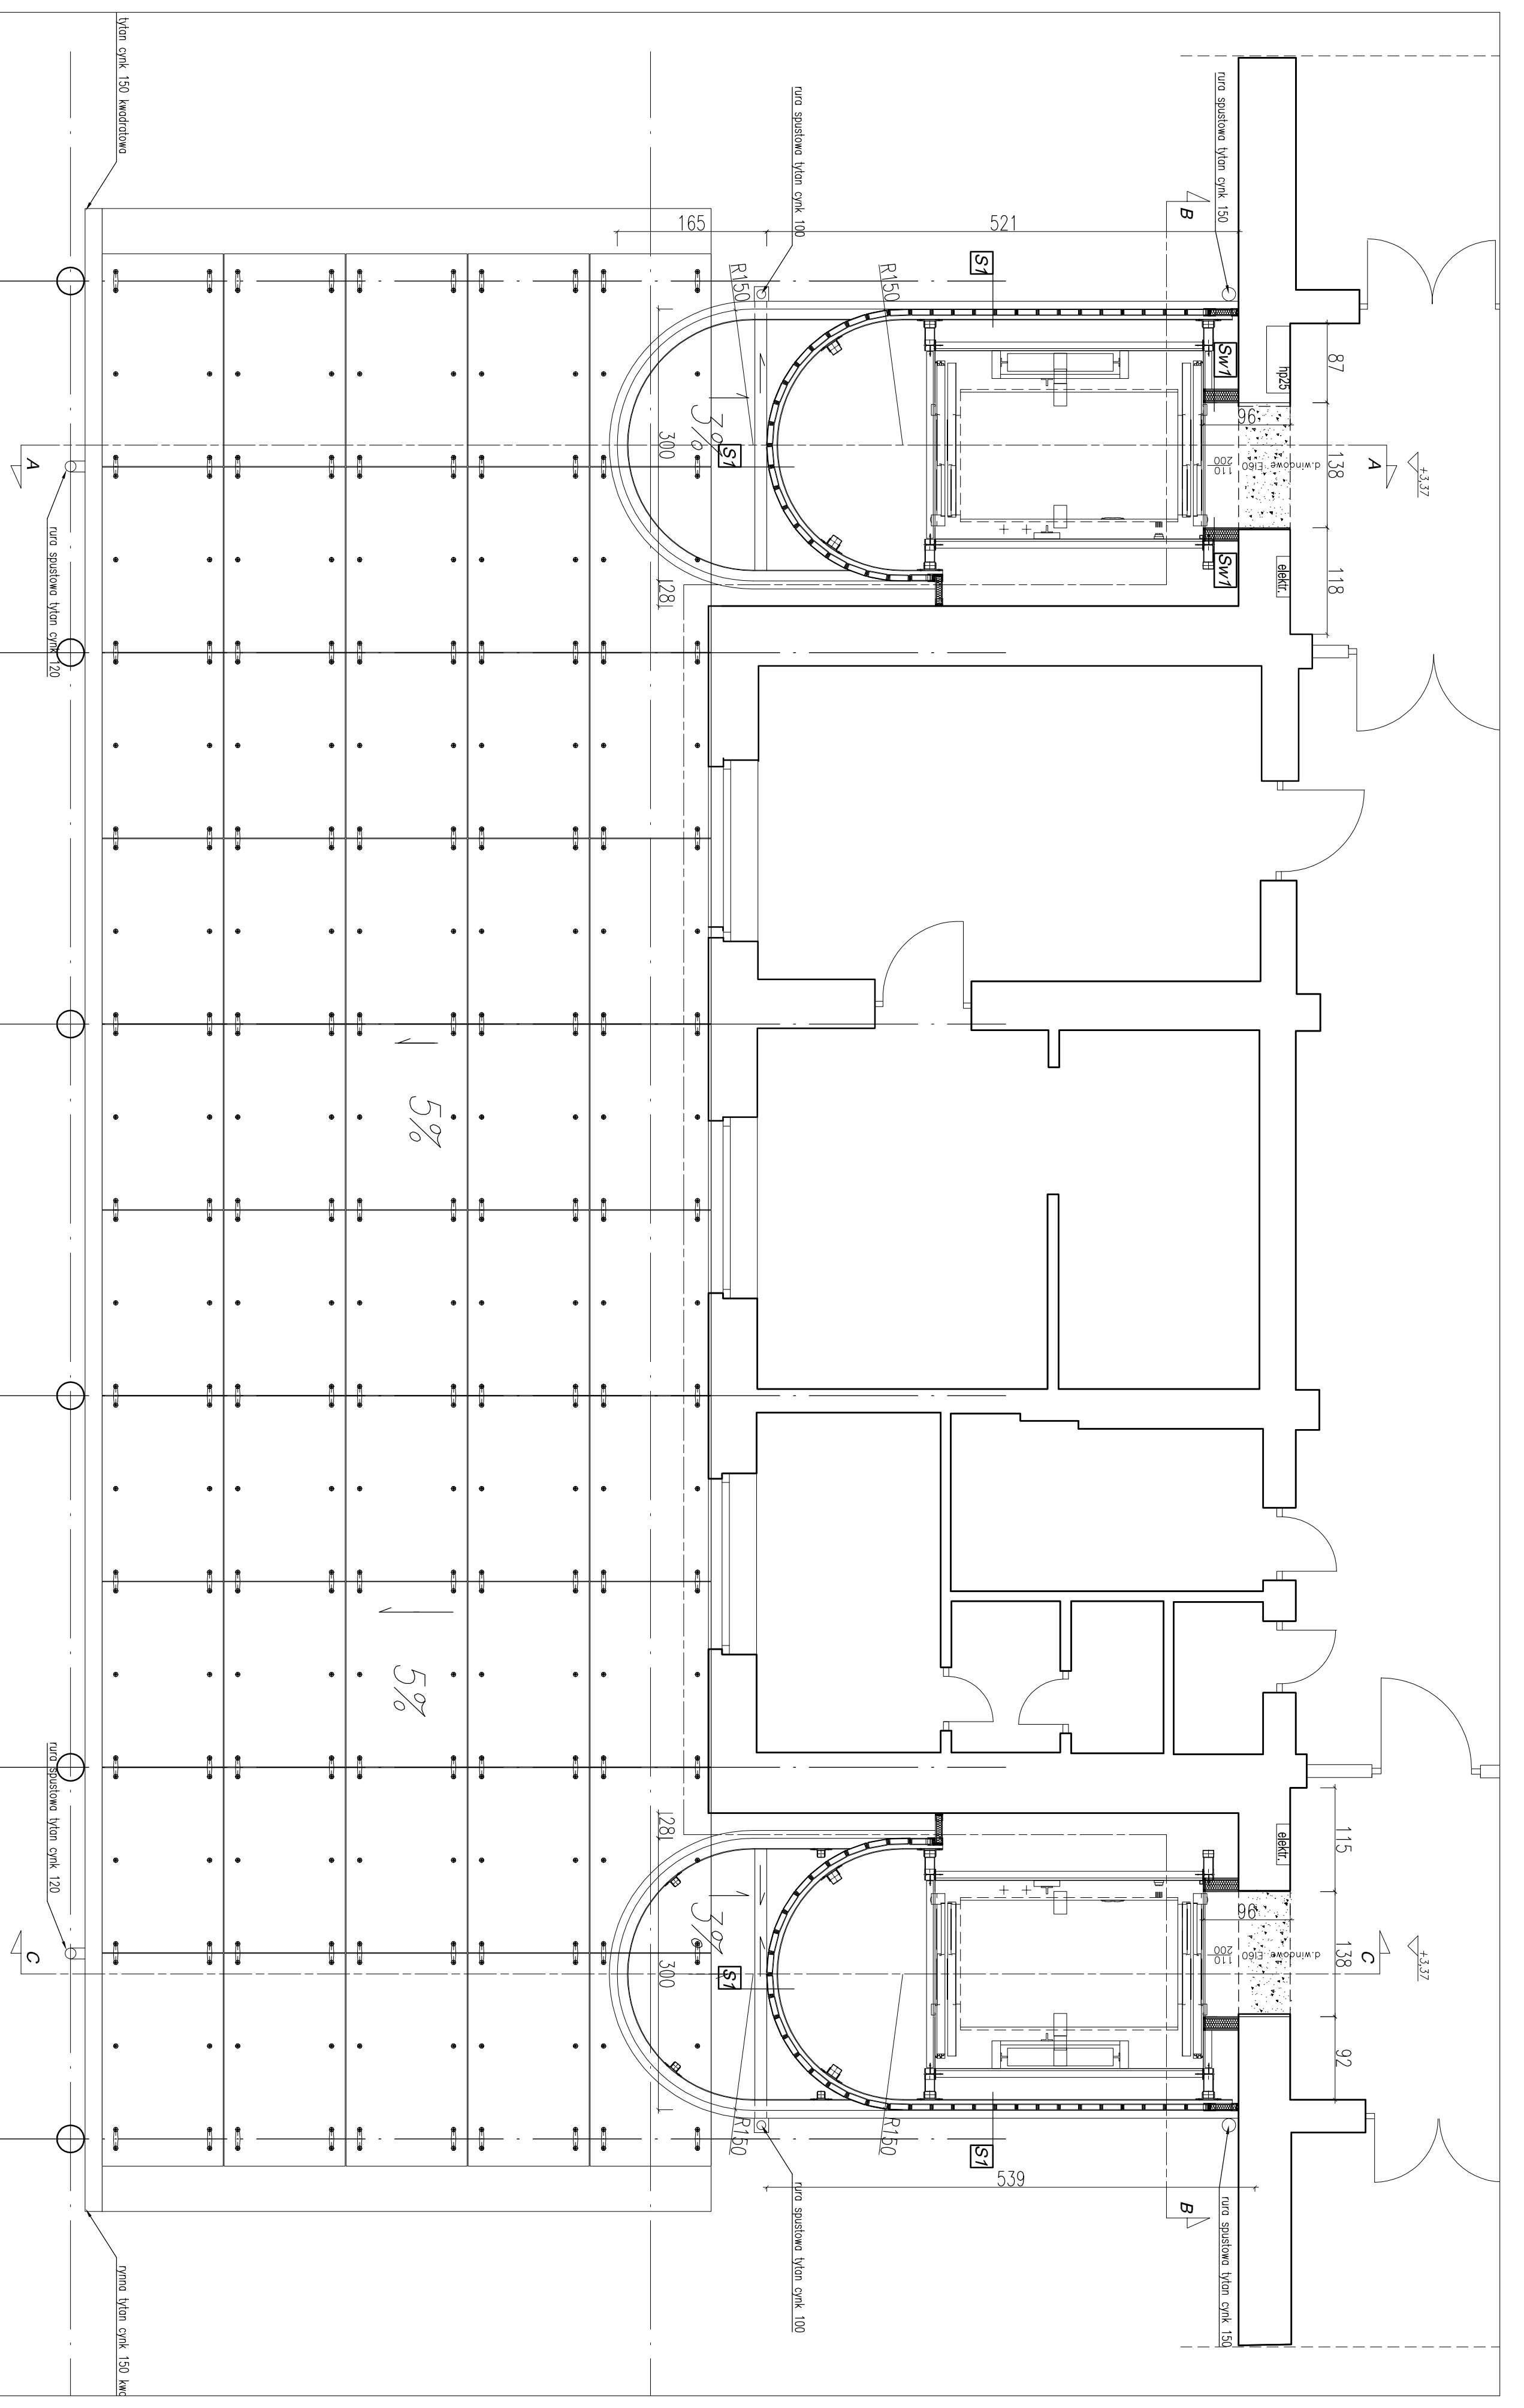 tytan cynk 150 kwadratowa
rura spustowa tytan cynk 100
rura spustowa tytan cynk 150
B
165
521
S1
R150
R150
Sw1
hp25
87
96
138
A
+3,37
d.windowe EI60
110
200
3%
300
S1
A
rura spustowa tytan cynk 120
Sw1
elektr.
118
28
5%
5%
rura spustowa tytan cynk 120
28
elektr.
115
96
138
C
+3,37
d.windowe EI60
110
200
3%
S1
300
C
92
R150
R150
S1
539
B
rura spustowa tytan cynk 100
rura spustowa tytan cynk 150
rynna tytan cynk 150 kwa